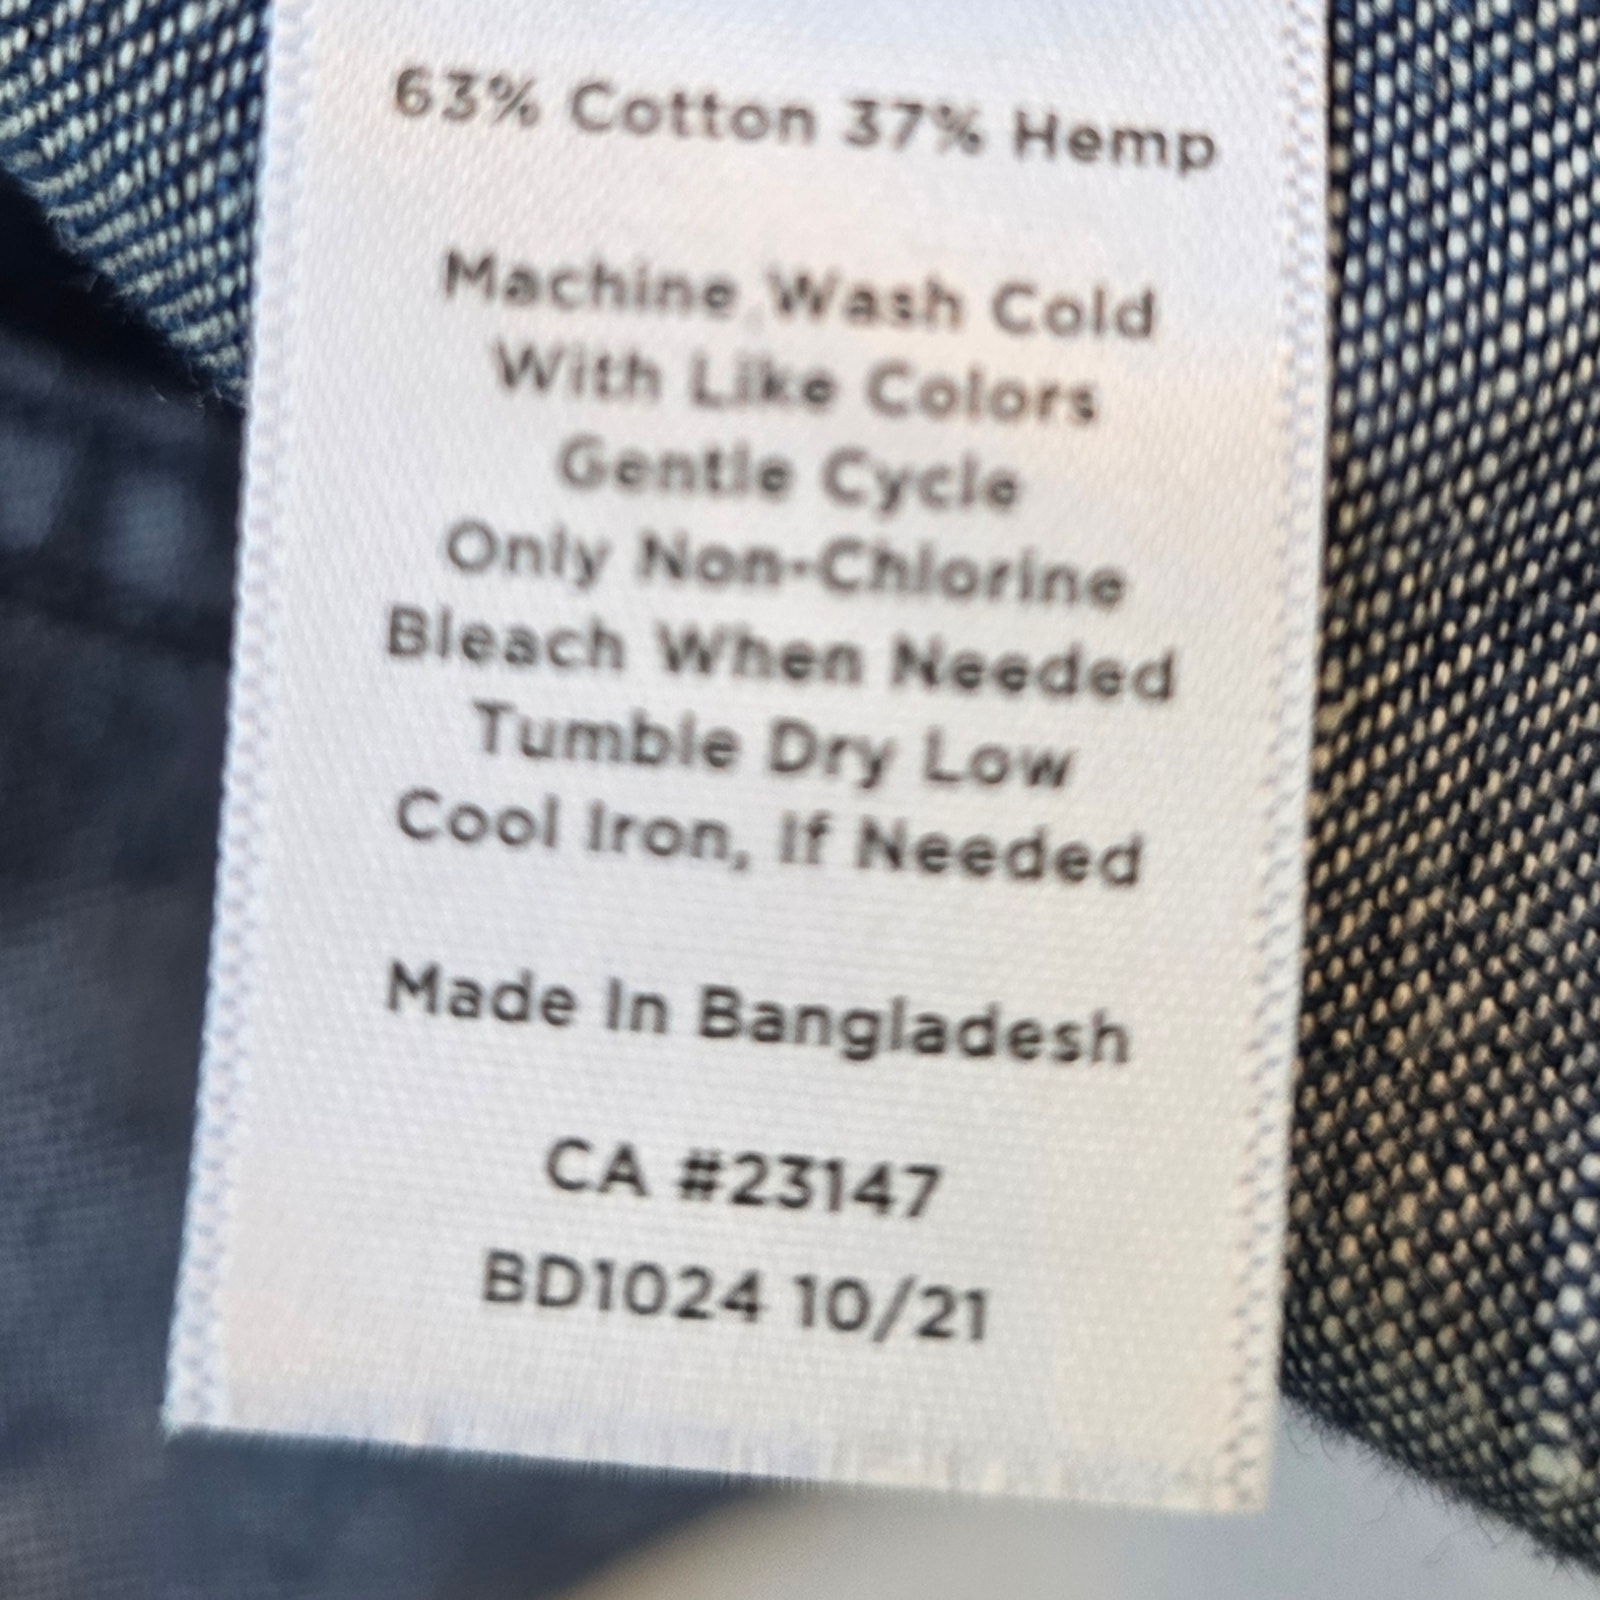 63% Cotton 37% Hemp
Machine Wash Cold
With Like Colors
Gentle Cycle
Only Non-Chlorine
Bleach When Needed
Tumble Dry Low
Cool Iron, If Needed
Made In Bangladesh
CA #23147
BD1024 10/21